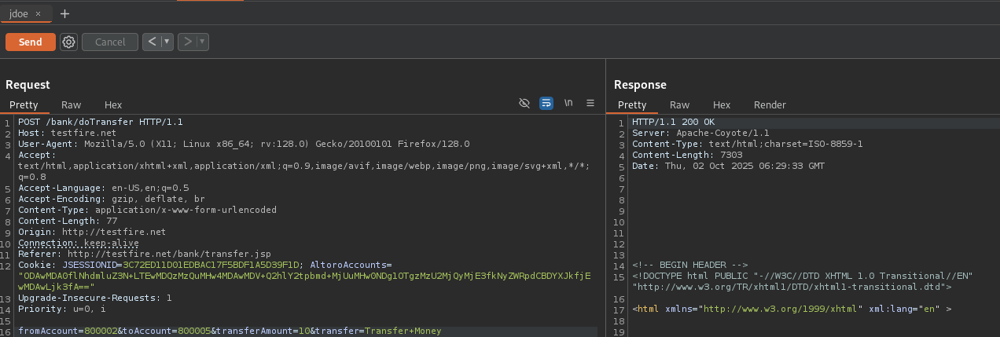 jdoe × +
Send Cancel < ▾ > ▾
Request
Pretty Raw Hex
\n ≡
1 POST /bank/doTransfer HTTP/1.1
2 Host: testfire.net
3 User-Agent: Mozilla/5.0 (X11; Linux x86_64; rv:128.0) Gecko/20100101 Firefox/128.0
4 Accept:
text/html,application/xhtml+xml,application/xml;q=0.9,image/avif,image/webp,image/png,image/svg+xml,*/*;
q=0.8
5 Accept-Language: en-US,en;q=0.5
6 Accept-Encoding: gzip, deflate, br
7 Content-Type: application/x-www-form-urlencoded
8 Content-Length: 77
9 Origin: http://testfire.net
10 Connection: keep-alive
11 Referer: http://testfire.net/bank/transfer.jsp
12 Cookie: JSESSIONID=3C72ED11D01EDBAC17F5BDF1A5D39F1D; AltoroAccounts=
"ODAwMDA0flNhdmluZ3N+LTEwMDQzMzQuMHw4MDAwMDV+Q2hlY2tpbmd+MjUuMHw0NDg1OTgzMzU2MjQyMjE3fkNyZWRpdCBDYXJkfjE
wMDAwLjk3fA=="
13 Upgrade-Insecure-Requests: 1
14 Priority: u=0, i
15
16 fromAccount=800002&toAccount=800005&transferAmount=10&transfer=Transfer+Money
Response
Pretty Raw Hex Render
1 HTTP/1.1 200 OK
2 Server: Apache-Coyote/1.1
3 Content-Type: text/html;charset=ISO-8859-1
4 Content-Length: 7303
5 Date: Thu, 02 Oct 2025 06:29:33 GMT
6
7
8
9
10
11
12
13
14 <!-- BEGIN HEADER -->
15 <!DOCTYPE html PUBLIC "-//W3C//DTD XHTML 1.0 Transitional//EN"
"http://www.w3.org/TR/xhtml1/DTD/xhtml1-transitional.dtd">
16
17 <html xmlns="http://www.w3.org/1999/xhtml" xml:lang="en" >
18
19